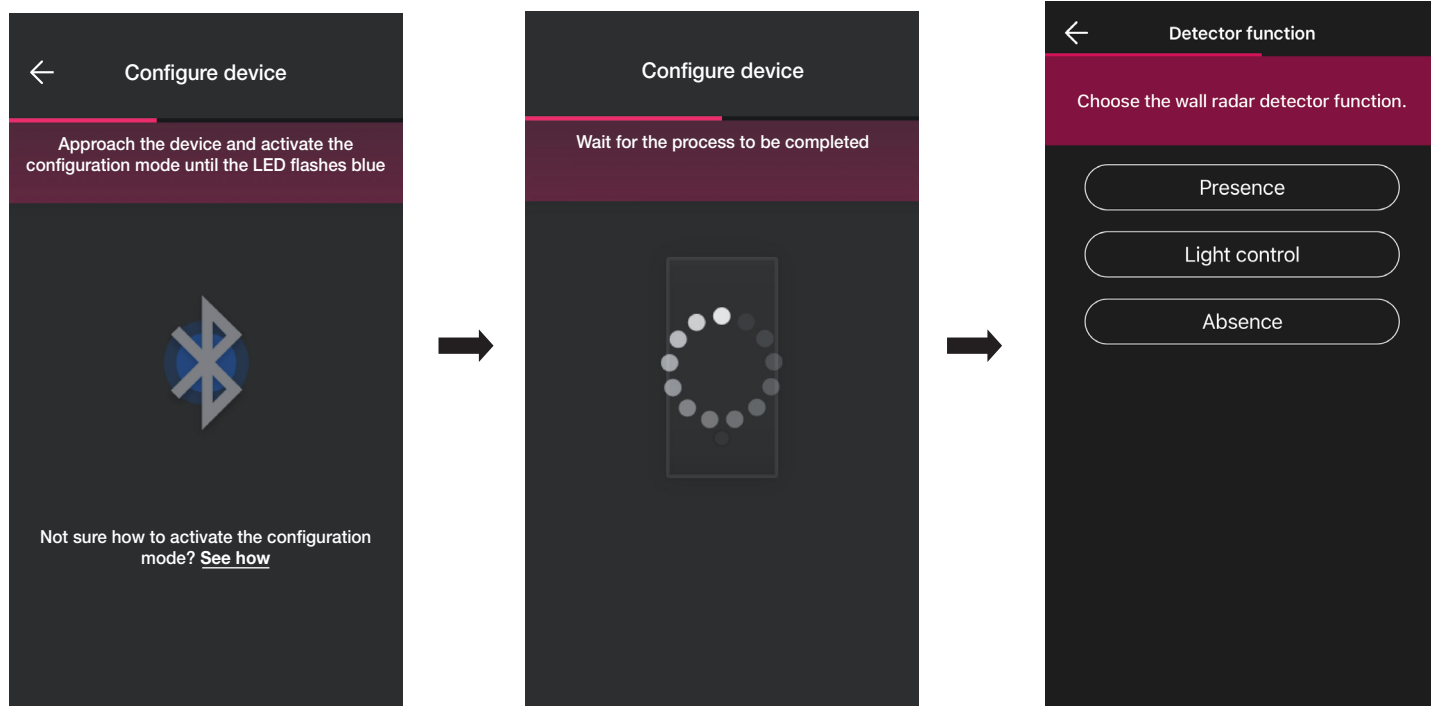 Configure device
Approach the device and activate the
configuration mode until the LED flashes blue
Not sure how to activate the configuration
mode? See how
Configure device
Wait for the process to be completed
Detector function
Choose the wall radar detector function.
Presence
Light control
Absence